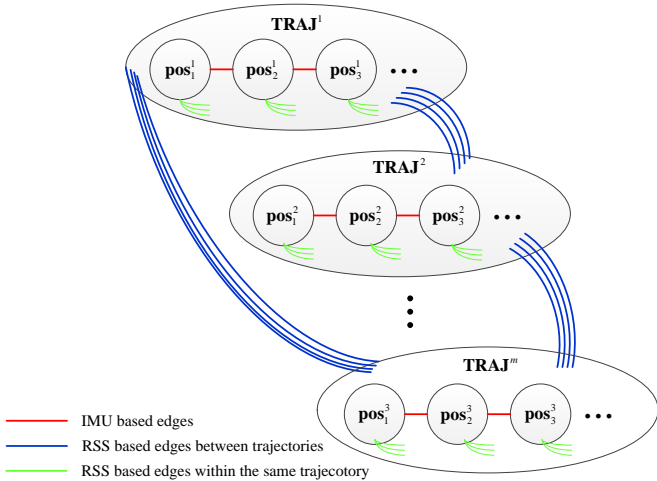 TRAJ¹
pos₁¹ pos₂¹ pos₃¹ •••
TRAJ²
pos₁² pos₂² pos₃² •••
TRAJᵐ
pos₁³ pos₂³ pos₃³ •••
IMU based edges
RSS based edges between trajectories
RSS based edges within the same trajecotory